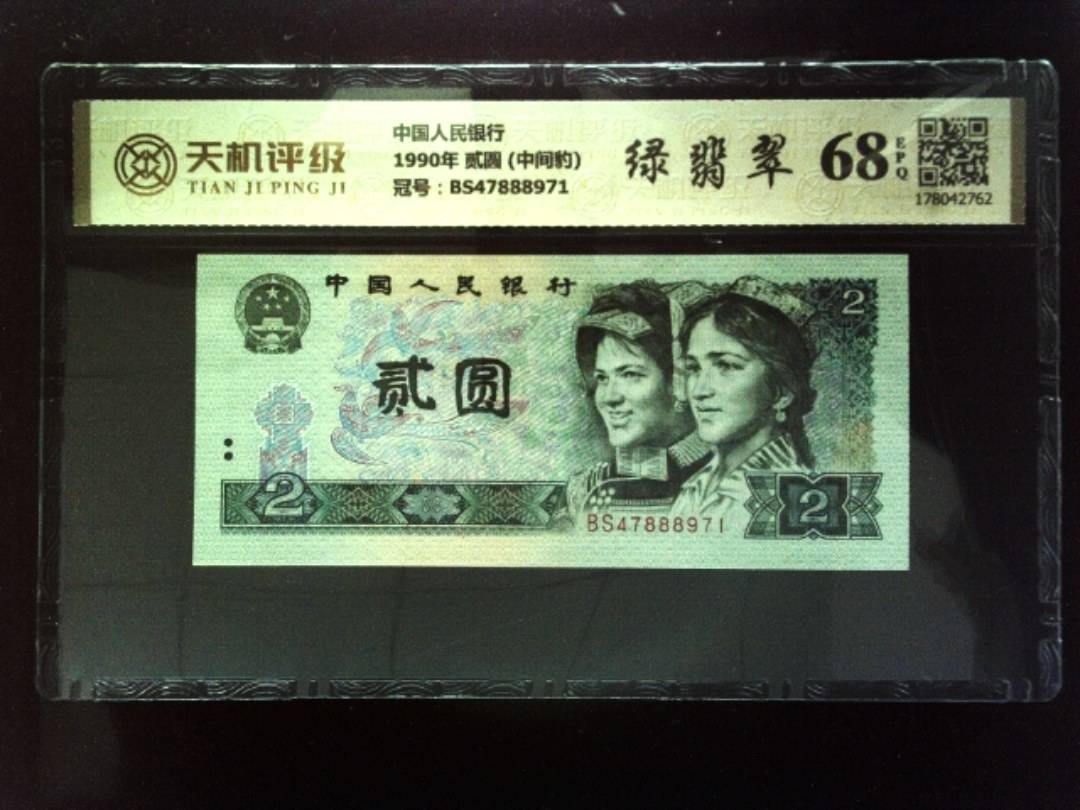 天机评级
TIAN JI PING JI
中国人民银行
1990年 贰圆 (中间豹)
冠号：BS47888971
绿翡翠
68
EPQ
178042762
中国人民银行
2
贰圆
2
2
BS47888971